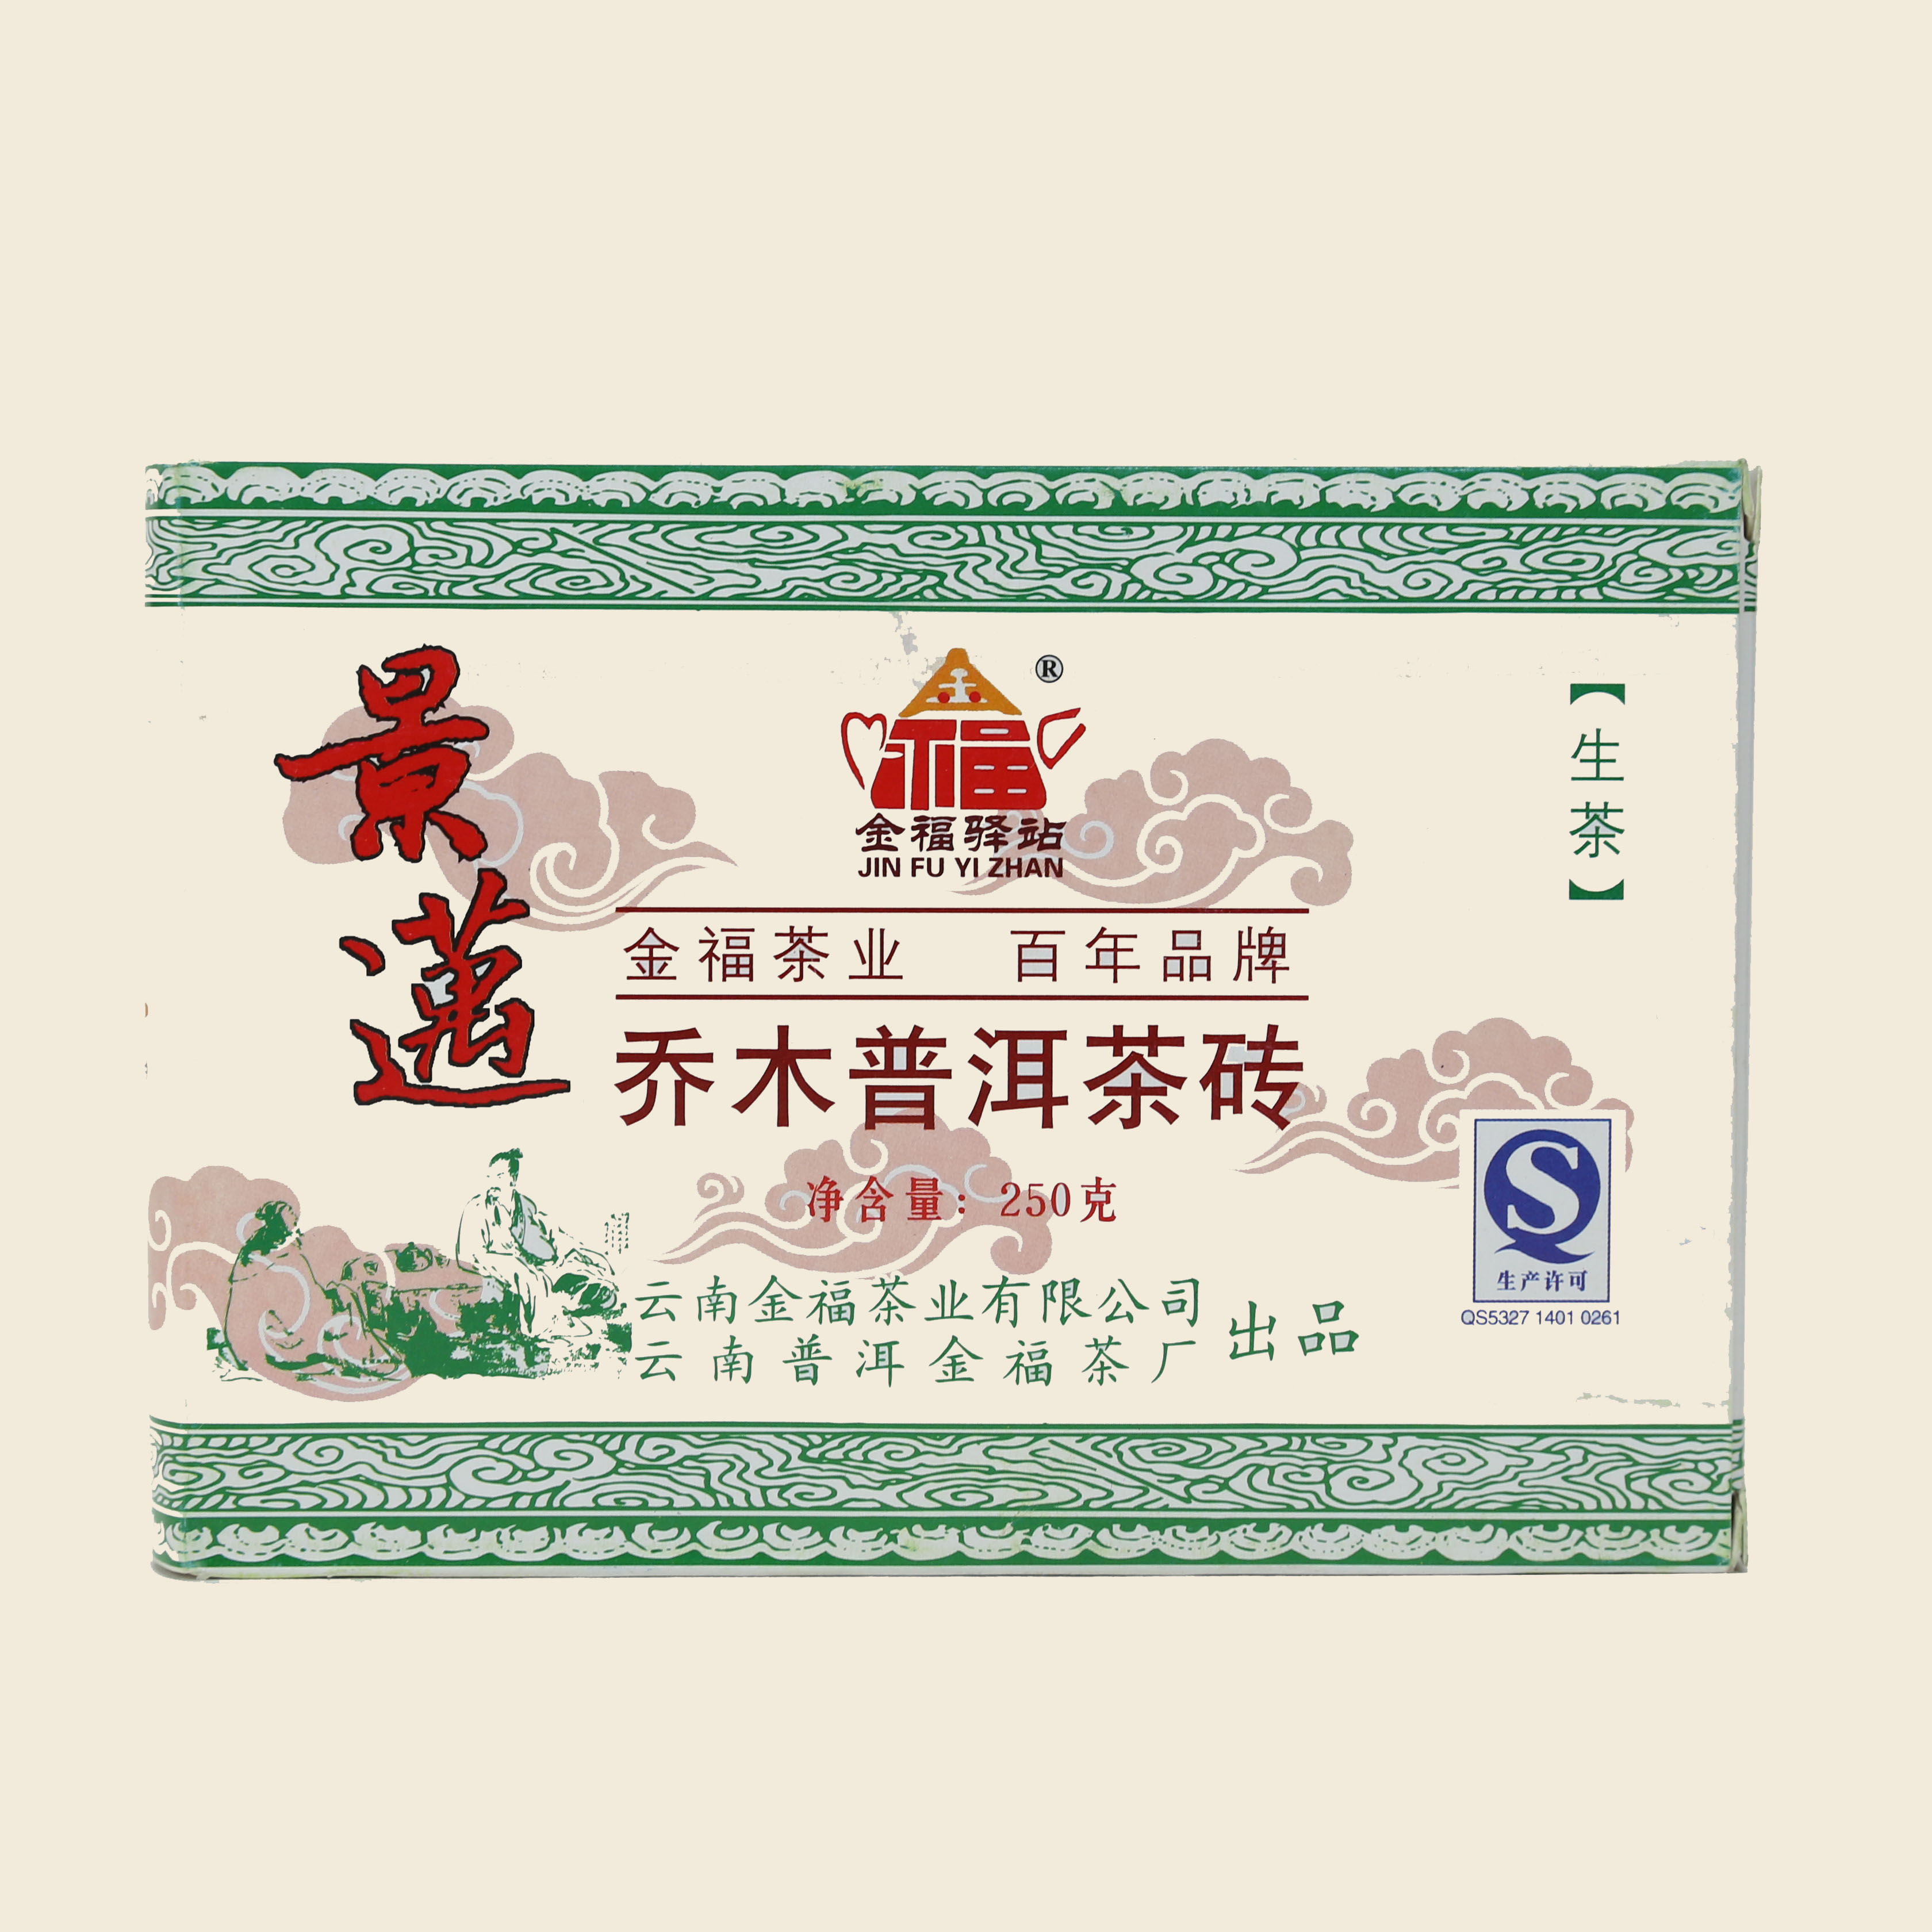 景邁
福
®
金福驿站
JIN FU YI ZHAN
金福茶业 百年品牌
乔木普洱茶砖
净含量：250克
云南金福茶业有限公司
云南普洱金福茶厂
出品
【生茶】
生产许可
QS5327 1401 0261